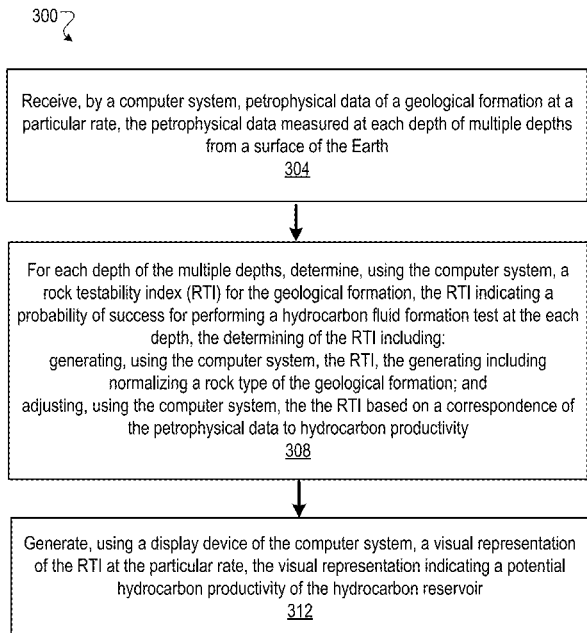 300
Receive, by a computer system, petrophysical data of a geological formation at a
particular rate, the petrophysical data measured at each depth of multiple depths
from a surface of the Earth
304
For each depth of the multiple depths, determine, using the computer system, a
rock testability index (RTI) for the geological formation, the RTI indicating a
probability of success for performing a hydrocarbon fluid formation test at the each
depth, the determining of the RTI including:
generating, using the computer system, the RTI, the generating including
normalizing a rock type of the geological formation; and
adjusting, using the computer system, the the RTI based on a correspondence of
the petrophysical data to hydrocarbon productivity
308
Generate, using a display device of the computer system, a visual representation
of the RTI at the particular rate, the visual representation indicating a potential
hydrocarbon productivity of the hydrocarbon reservoir
312